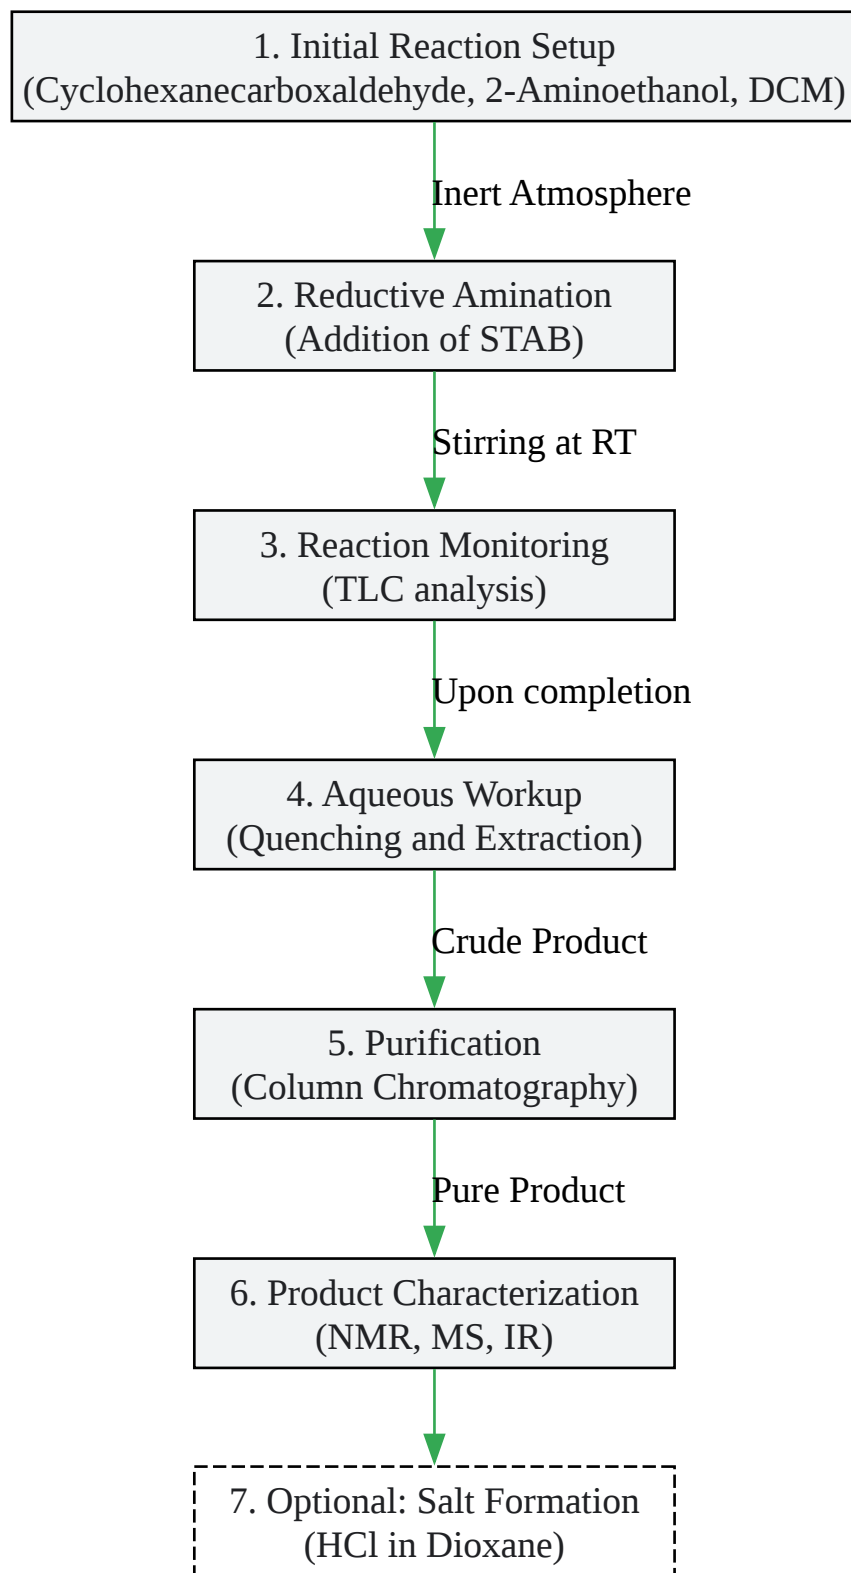 1. Initial Reaction Setup
(Cyclohexanecarboxaldehyde, 2-Aminoethanol, DCM)
Inert Atmosphere
2. Reductive Amination
(Addition of STAB)
Stirring at RT
3. Reaction Monitoring
(TLC analysis)
Upon completion
4. Aqueous Workup
(Quenching and Extraction)
Crude Product
5. Purification
(Column Chromatography)
Pure Product
6. Product Characterization
(NMR, MS, IR)
7. Optional: Salt Formation
(HCl in Dioxane)